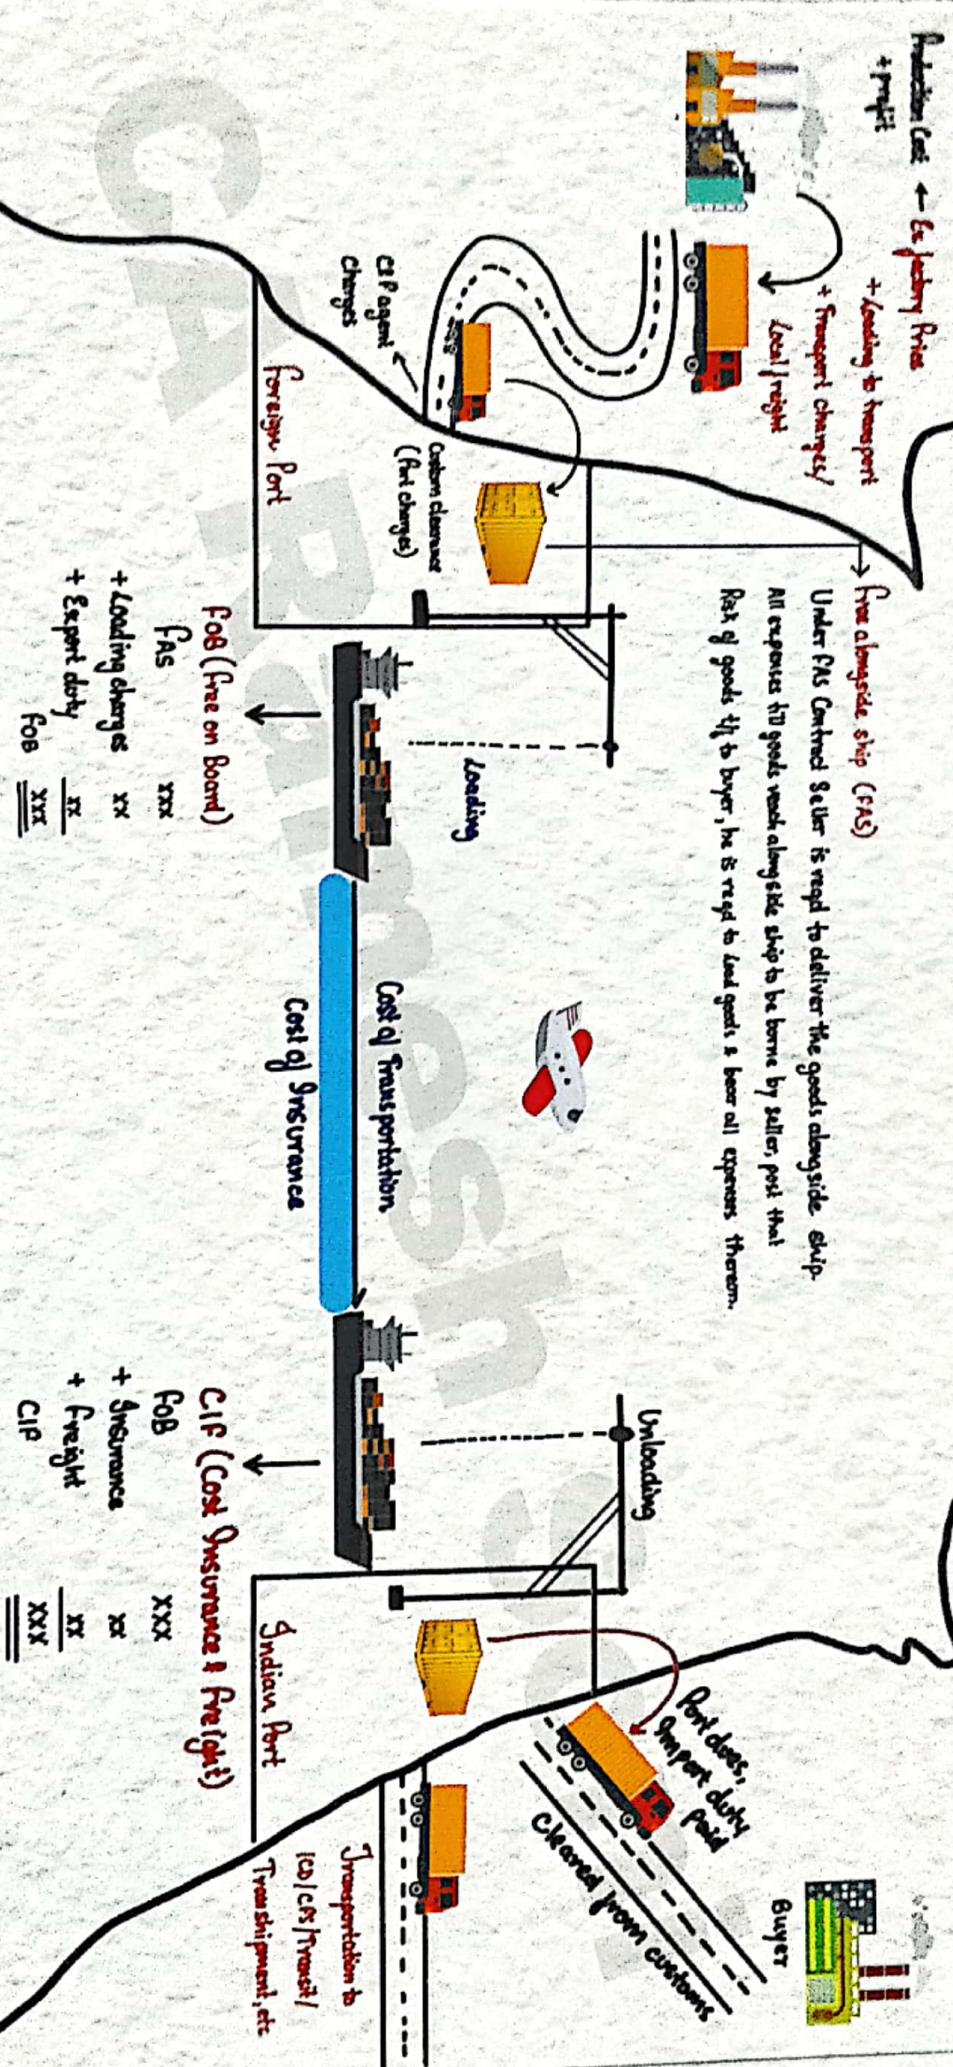 Production Cost ← Ex factory Price
+ profit
+ Loading to transport
+ Transport charges/
Local freight
C&F agent
charges
Custom clearance
(Port charges)
Foreign Port
Free alongside ship (FAS)
Under FAS Contract Seller is reqd to deliver the goods alongside ship.
All expenses till goods reach alongside ship to be borne by seller, post that
Risk of goods t/f to buyer, he is reqd to load goods & bear all expenses thereon.
Loading
FOB (Free on Board)
FAS xxx
+ Loading charges xx
+ Export duty xx
FOB xxx
Cost of Transportation
Cost of Insurance
Unloading
CIF (Cost Insurance & Freight)
FOB xxx
+ Insurance xx
+ Freight xx
CIF xxx
Indian Port
Port dues,
Import duty
paid
Cleared from customs
Buyer
Transportation to
ICD/CFS/Transit/
Transhipment, etc
CA Ramesh